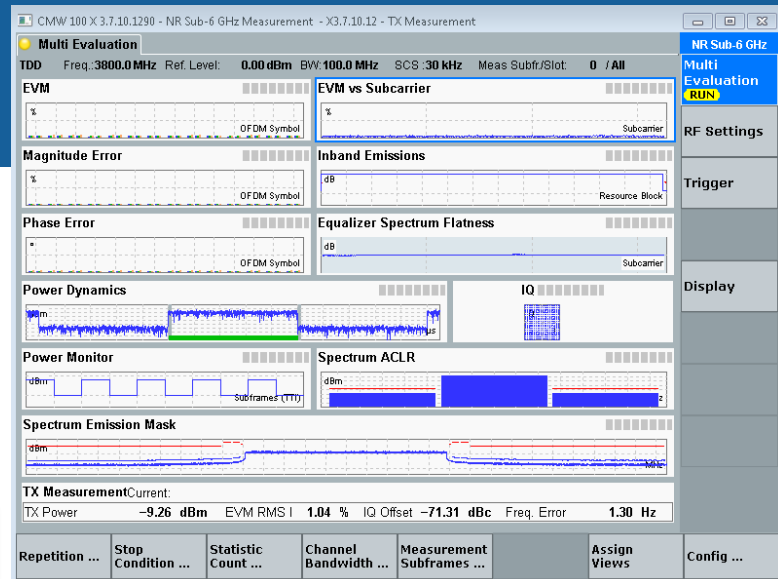 CMW 100 X 3.7.10.1290 - NR Sub-6 GHz Measurement - X3.7.10.12 - TX Measurement
Multi Evaluation
NR Sub-6 GHz
TDD Freq.:3800.0 MHz Ref. Level: 0.00 dBm BW:100.0 MHz SCS :30 kHz Meas Subfr./Slot: 0 / All
Multi
Evaluation
RUN
EVM
EVM vs Subcarrier
%
OFDM Symbol
%
Subcarrier
RF Settings
Magnitude Error
Inband Emissions
%
OFDM Symbol
dB
Resource Block
Trigger
Phase Error
Equalizer Spectrum Flatness
°
OFDM Symbol
dB
Subcarrier
Power Dynamics
IQ
Display
Power Monitor
Spectrum ACLR
dBm
Subframes (TTI)
dBm
Spectrum Emission Mask
dBm
MHz
TX Measurement Current:
TX Power -9.26 dBm EVM RMS l 1.04 % IQ Offset -71.31 dBc Freq. Error 1.30 Hz
Repetition ...
Stop
Condition ...
Statistic
Count ...
Channel
Bandwidth ...
Measurement
Subframes ...
Assign
Views
Config ...